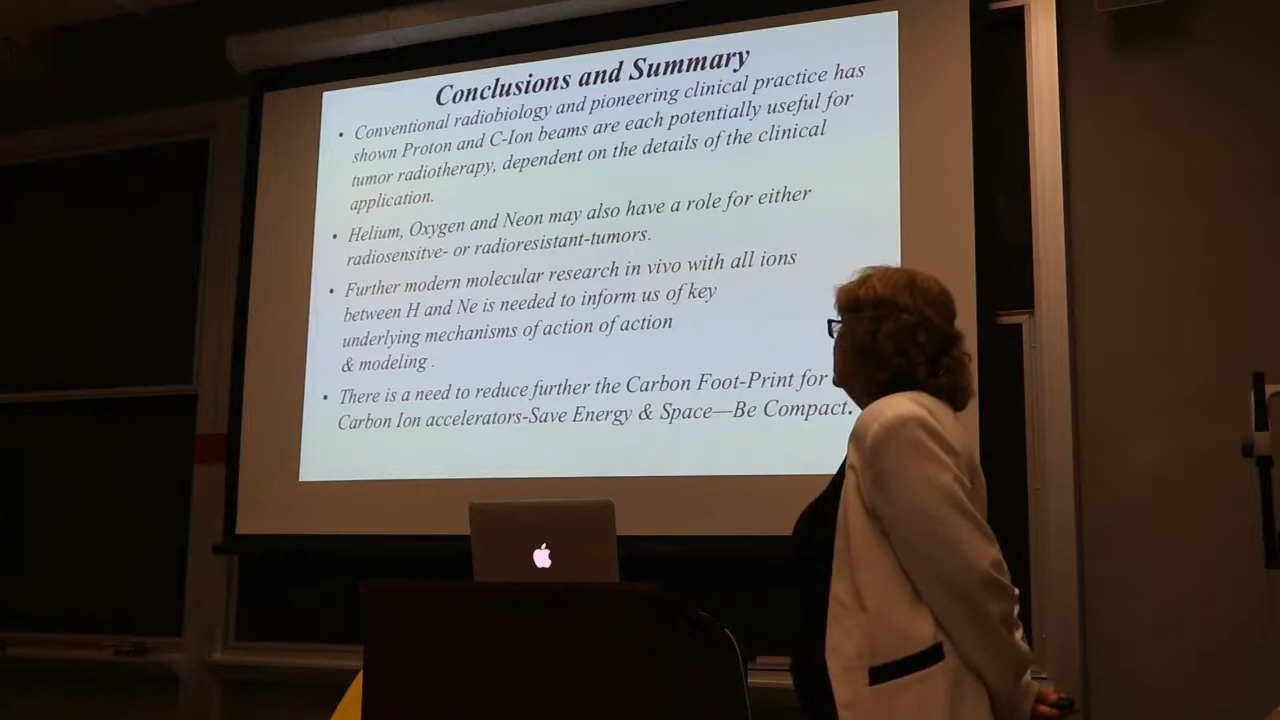 Conclusions and Summary
• Conventional radiobiology and pioneering clinical practice has
shown Proton and C-Ion beams are each potentially useful for
tumor radiotherapy, dependent on the details of the clinical
application.
• Helium, Oxygen and Neon may also have a role for either
radiosensitve- or radioresistant-tumors.
• Further modern molecular research in vivo with all ions
between H and Ne is needed to inform us of key
underlying mechanisms of action of action
& modeling .
• There is a need to reduce further the Carbon Foot-Print for
Carbon Ion accelerators-Save Energy & Space—Be Compact.